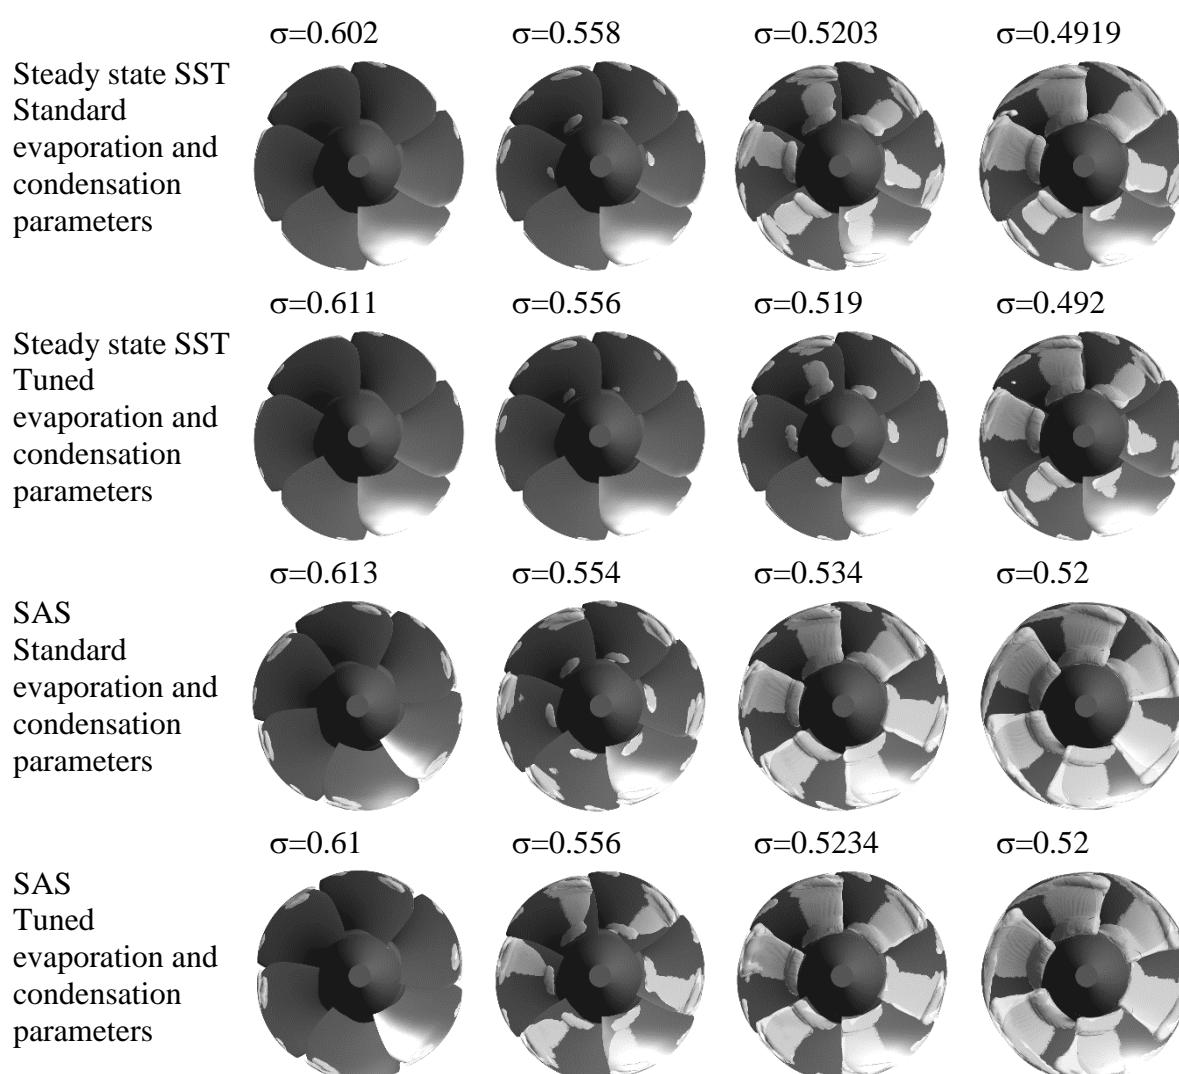 σ=0.602 σ=0.558 σ=0.5203 σ=0.4919
Steady state SST
Standard
evaporation and
condensation
parameters
σ=0.611 σ=0.556 σ=0.519 σ=0.492
Steady state SST
Tuned
evaporation and
condensation
parameters
σ=0.613 σ=0.554 σ=0.534 σ=0.52
SAS
Standard
evaporation and
condensation
parameters
σ=0.61 σ=0.556 σ=0.5234 σ=0.52
SAS
Tuned
evaporation and
condensation
parameters